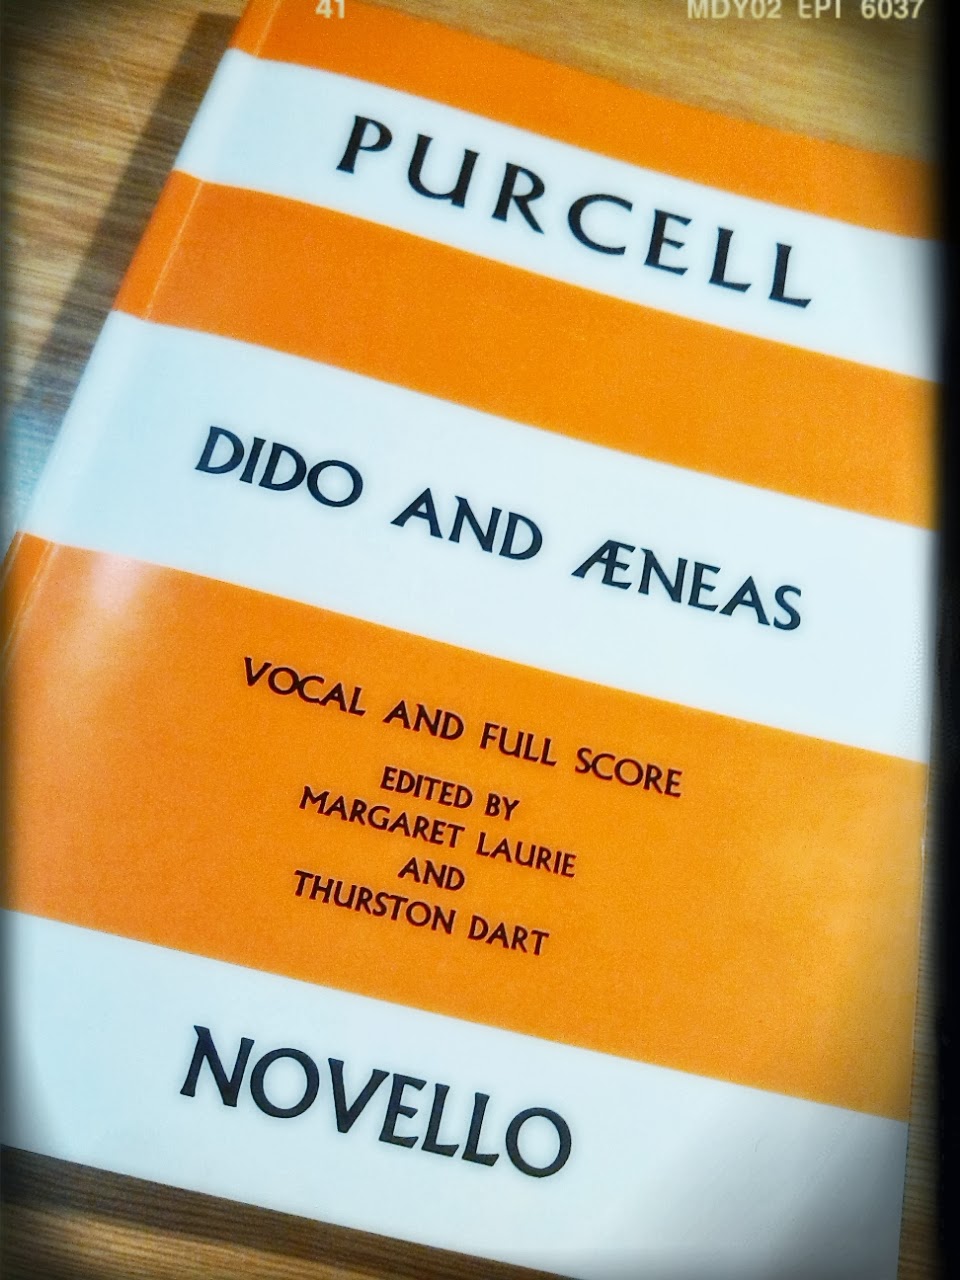 41 MDY02 EPT 6037
PURCELL
DIDO AND ÆNEAS
VOCAL AND FULL SCORE
EDITED BY
MARGARET LAURIE
AND
THURSTON DART
NOVELLO